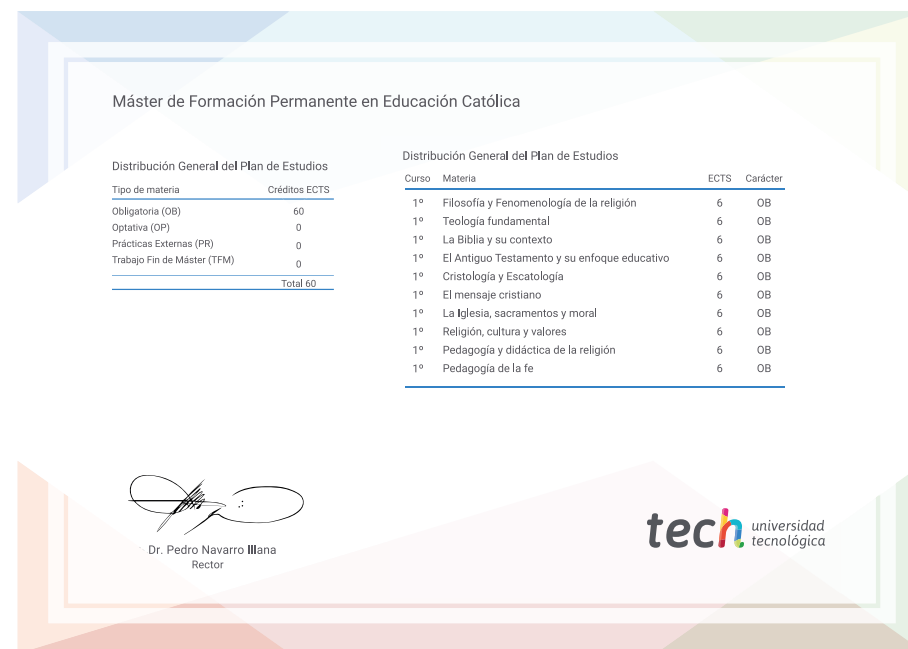 Máster de Formación Permanente en Educación Católica
Distribución General del Plan de Estudios
Tipo de materia Créditos ECTS
Obligatoria (OB) 60
Optativa (OP) 0
Prácticas Externas (PR) 0
Trabajo Fin de Máster (TFM) 0
Total 60
Distribución General del Plan de Estudios
Curso Materia ECTS Carácter
1º Filosofía y Fenomenología de la religión 6 OB
1º Teología fundamental 6 OB
1º La Biblia y su contexto 6 OB
1º El Antiguo Testamento y su enfoque educativo 6 OB
1º Cristología y Escatología 6 OB
1º El mensaje cristiano 6 OB
1º La Iglesia, sacramentos y moral 6 OB
1º Religión, cultura y valores 6 OB
1º Pedagogía y didáctica de la religión 6 OB
1º Pedagogía de la fe 6 OB
Dr. Pedro Navarro Illana
Rector
tech universidad
tecnológica